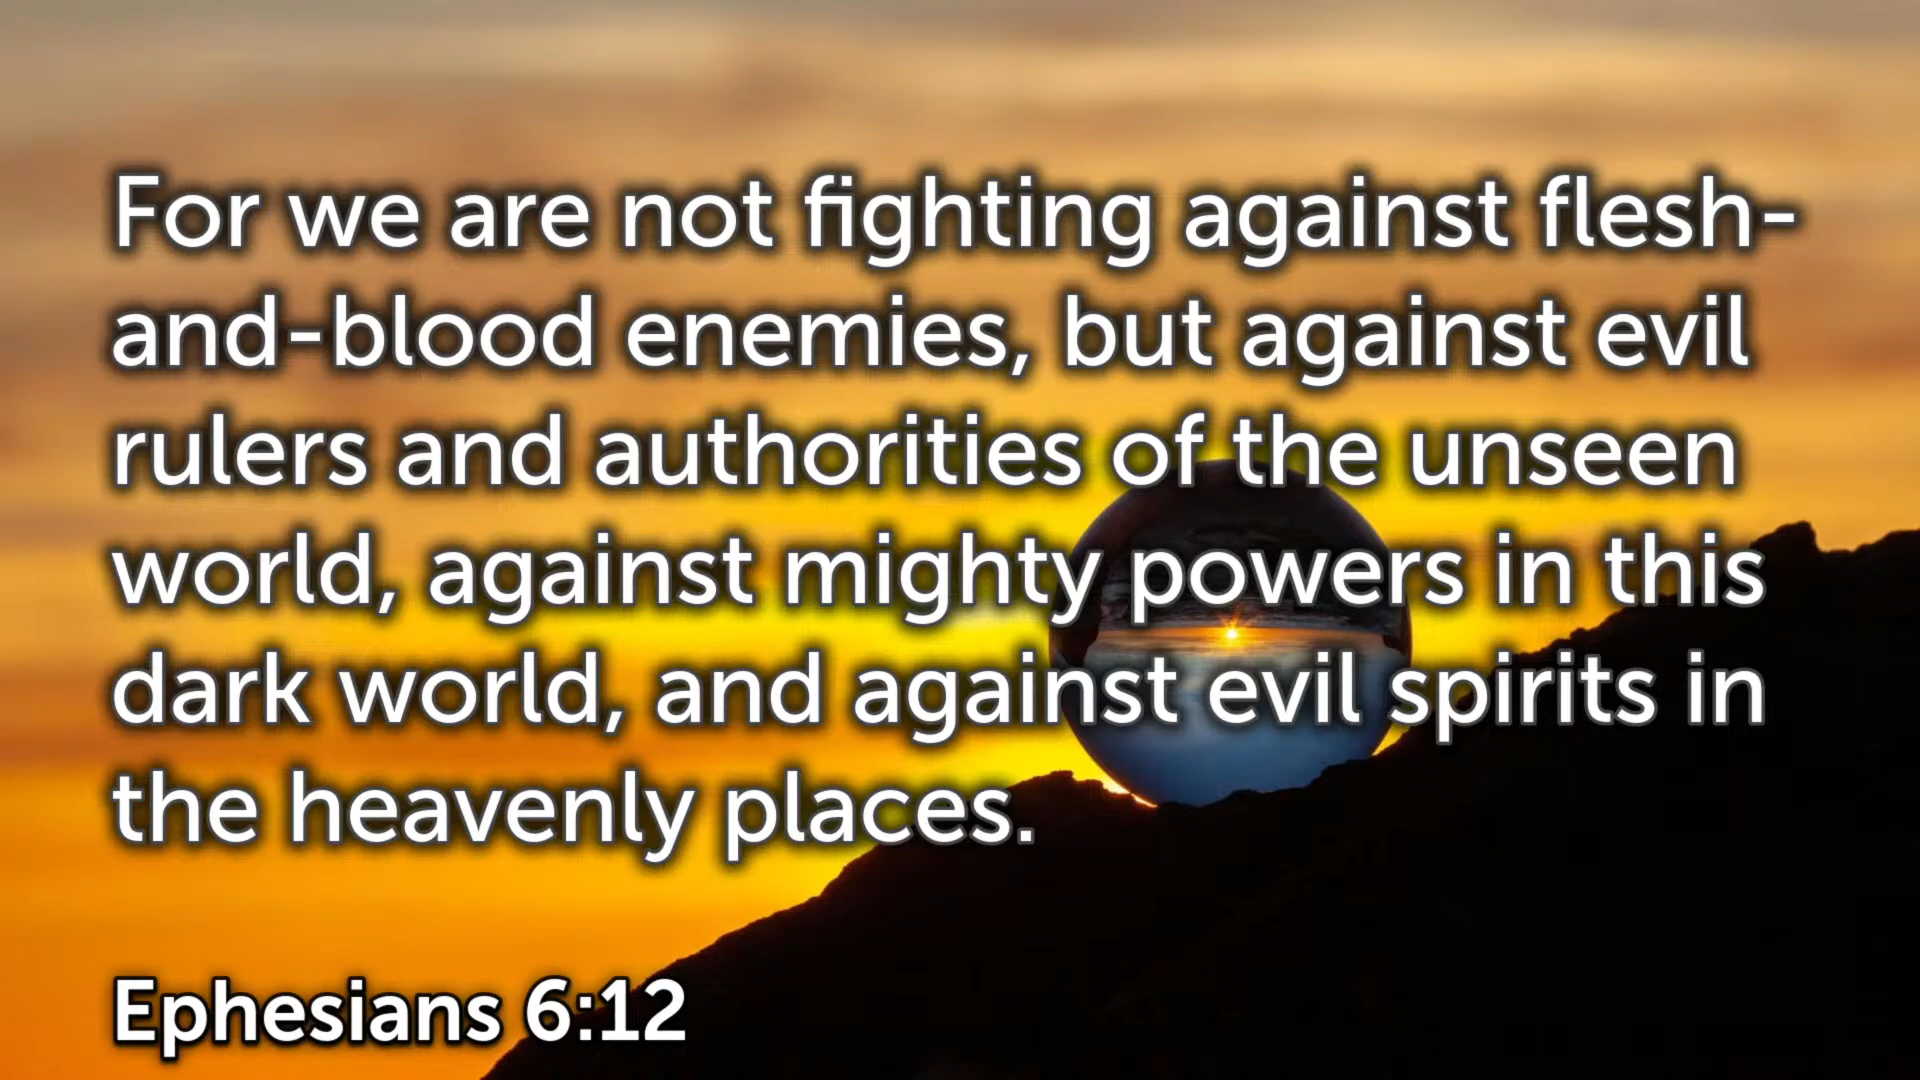 For we are not fighting against flesh-
and-blood enemies, but against evil
rulers and authorities of the unseen
world, against mighty powers in this
dark world, and against evil spirits in
the heavenly places.
Ephesians 6:12